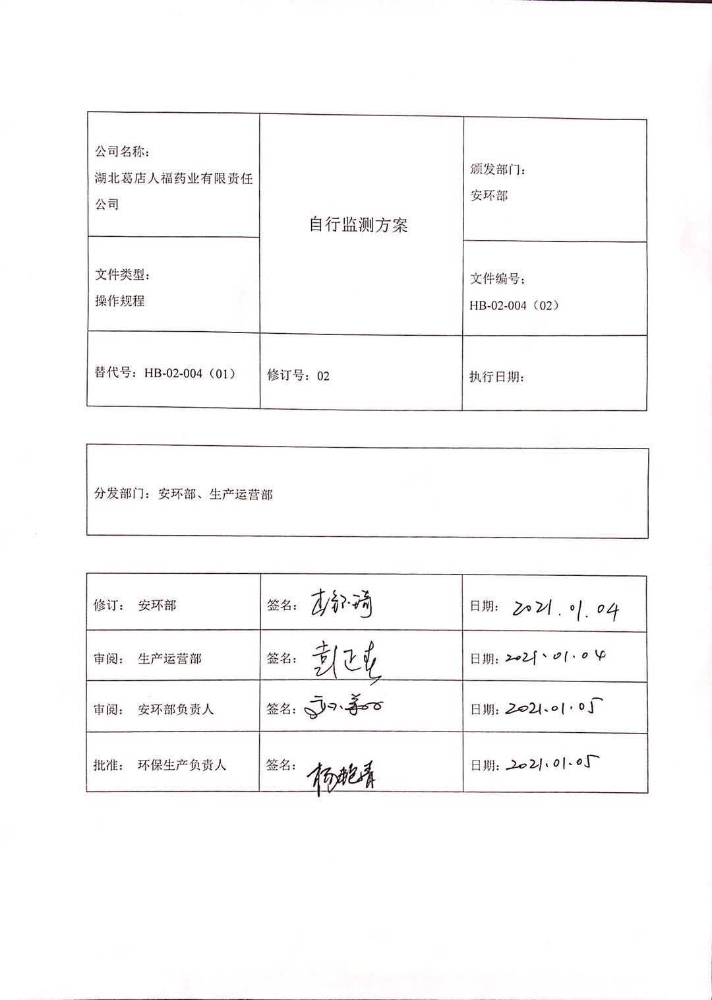 公司名称：
湖北葛店人福药业有限责任
公司
自行监测方案
颁发部门：
安环部
文件类型：
操作规程
文件编号；
HB-02-004（02）
替代号：HB-02-004（01）
修订号：02
执行日期：
分发部门：安环部、生产运营部
修订： 安环部
签名：
日期： 2021.01.04
审阅： 生产运营部
签名： 彭正春
日期：2021.01.04
审阅： 安环部负责人
签名：
日期：2021.01.05
批准： 环保生产负责人
签名： 杨艳青
日期：2021.01.05